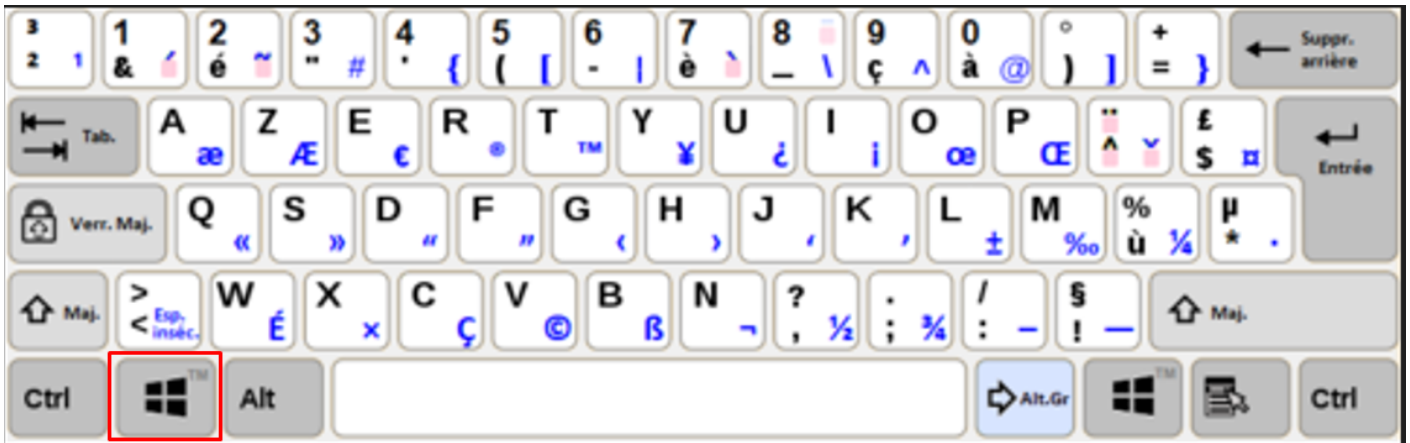 ³ 1 2 3 4 5 6 7 8 ¯ 9 0 ° + Suppr.
² ¹ & ´ é ~ " # ' { ( [ - | è ` _ \ ç ^ à @ ) ] = } arrière
Tab. A æ Z Æ E € R ® T ™ Y ¥ U ¿ I ¡ O œ P Œ ¨ ^ ˇ £ $ ¤ Entrée
Verr. Maj. Q « S » D “ F ” G ‹ H › J ‘ K ’ L ± M ‰ % ù ¼ µ * ·
Maj. > < Esp. insèc. W É X × C Ç V © B ß N ¬ ? , ½ . ; ¾ / : – § ! — Maj.
Ctrl TM Alt Alt.Gr TM Ctrl